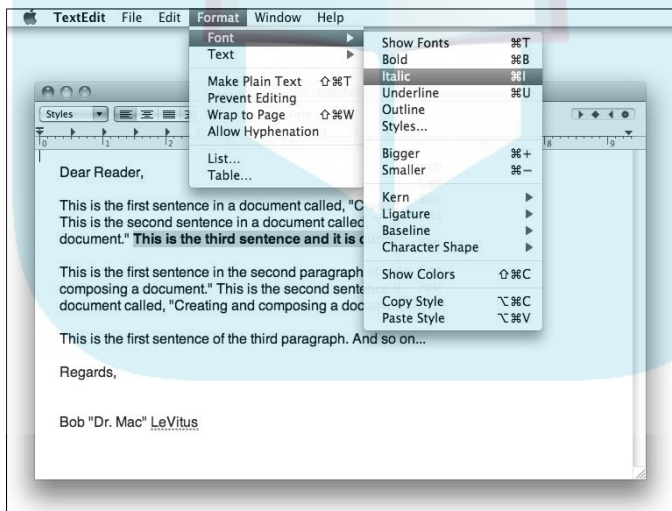 TextEdit File Edit Format Window Help
Font
Text
Make Plain Text ⇧⌘T
Prevent Editing
Wrap to Page ⇧⌘W
Allow Hyphenation
List...
Table...
Show Fonts ⌘T
Bold ⌘B
Italic ⌘I
Underline ⌘U
Outline
Styles...
Bigger ⌘+
Smaller ⌘−
Kern
Ligature
Baseline
Character Shape
Show Colors ⇧⌘C
Copy Style ⌥⌘C
Paste Style ⌥⌘V
Styles
0 1 2 8 9
Dear Reader,
This is the first sentence in a document called, "C
This is the second sentence in a document called
document." This is the third sentence and it is
This is the first sentence in the second paragraph
composing a document." This is the second sentence
document called, "Creating and composing a doc
This is the first sentence of the third paragraph. And so on...
Regards,
Bob "Dr. Mac" LeVitus